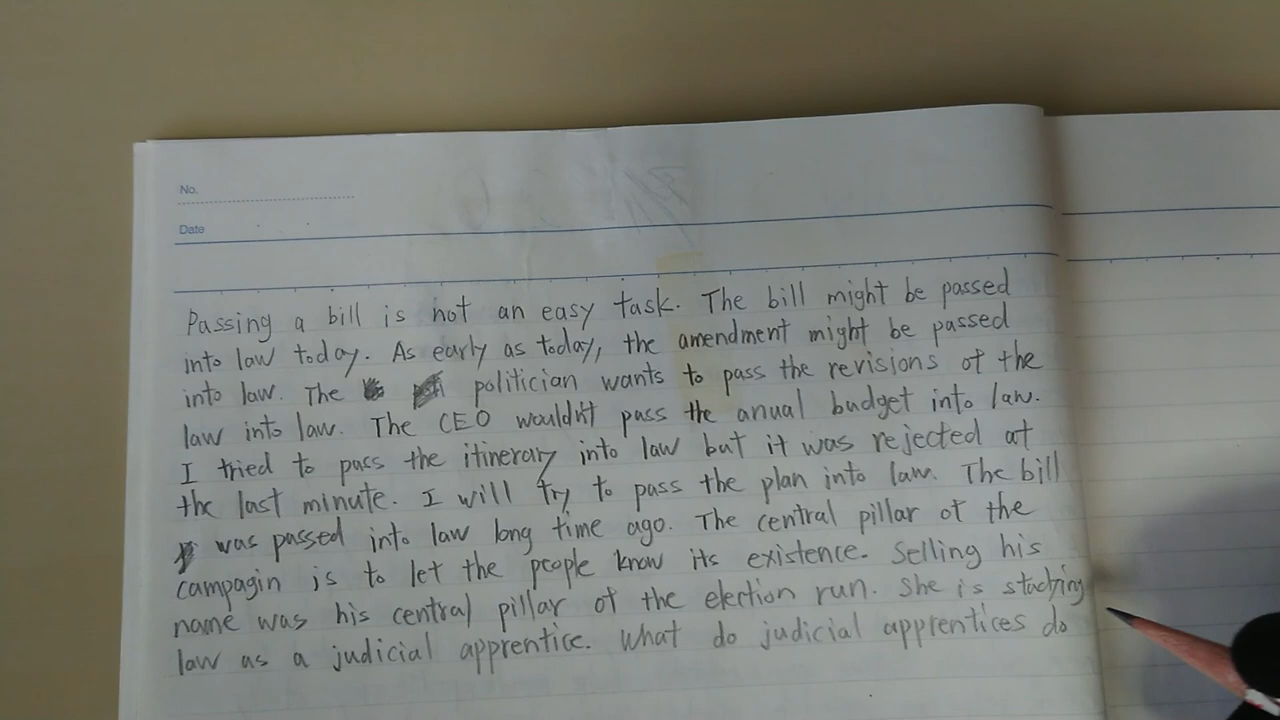 No.
Date
Passing a bill is not an easy task. The bill might be passed
into law today. As early as today, the amendment might be passed
into law. The politician wants to pass the revisions of the
law into law. The CEO wouldn't pass the anual budget into law.
I tried to pass the itinerary into law but it was rejected at
the last minute. I will try to pass the plan into law. The bill
was passed into law long time ago. The central pillar of the
campagin is to let the people know its existence. Selling his
name was his central pillar of the election run. She is studying
law as a judicial apprentice. What do judicial apprentices do